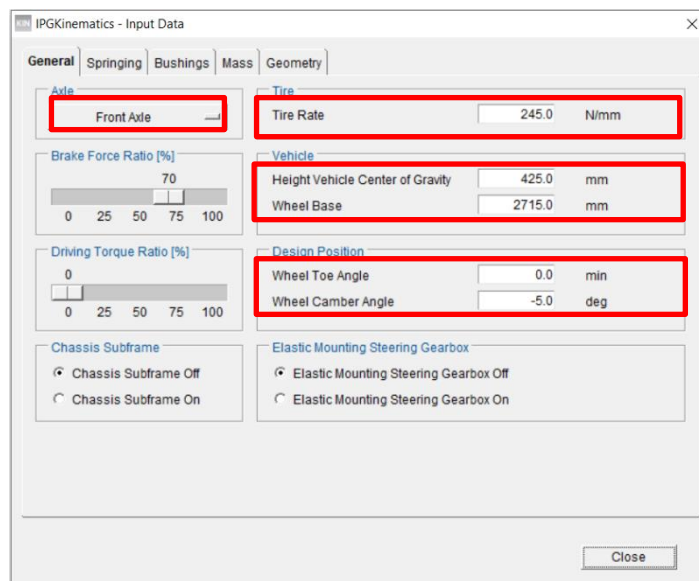 KIN IPGKinematics - Input Data
General Springing Bushings Mass Geometry
Axle
Front Axle
Tire
Tire Rate 245.0 N/mm
Brake Force Ratio [%]
70
0 25 50 75 100
Vehicle
Height Vehicle Center of Gravity 425.0 mm
Wheel Base 2715.0 mm
Driving Torque Ratio [%]
0
0 25 50 75 100
Design Position
Wheel Toe Angle 0.0 min
Wheel Camber Angle -5.0 deg
Chassis Subframe
Chassis Subframe Off
Chassis Subframe On
Elastic Mounting Steering Gearbox
Elastic Mounting Steering Gearbox Off
Elastic Mounting Steering Gearbox On
Close